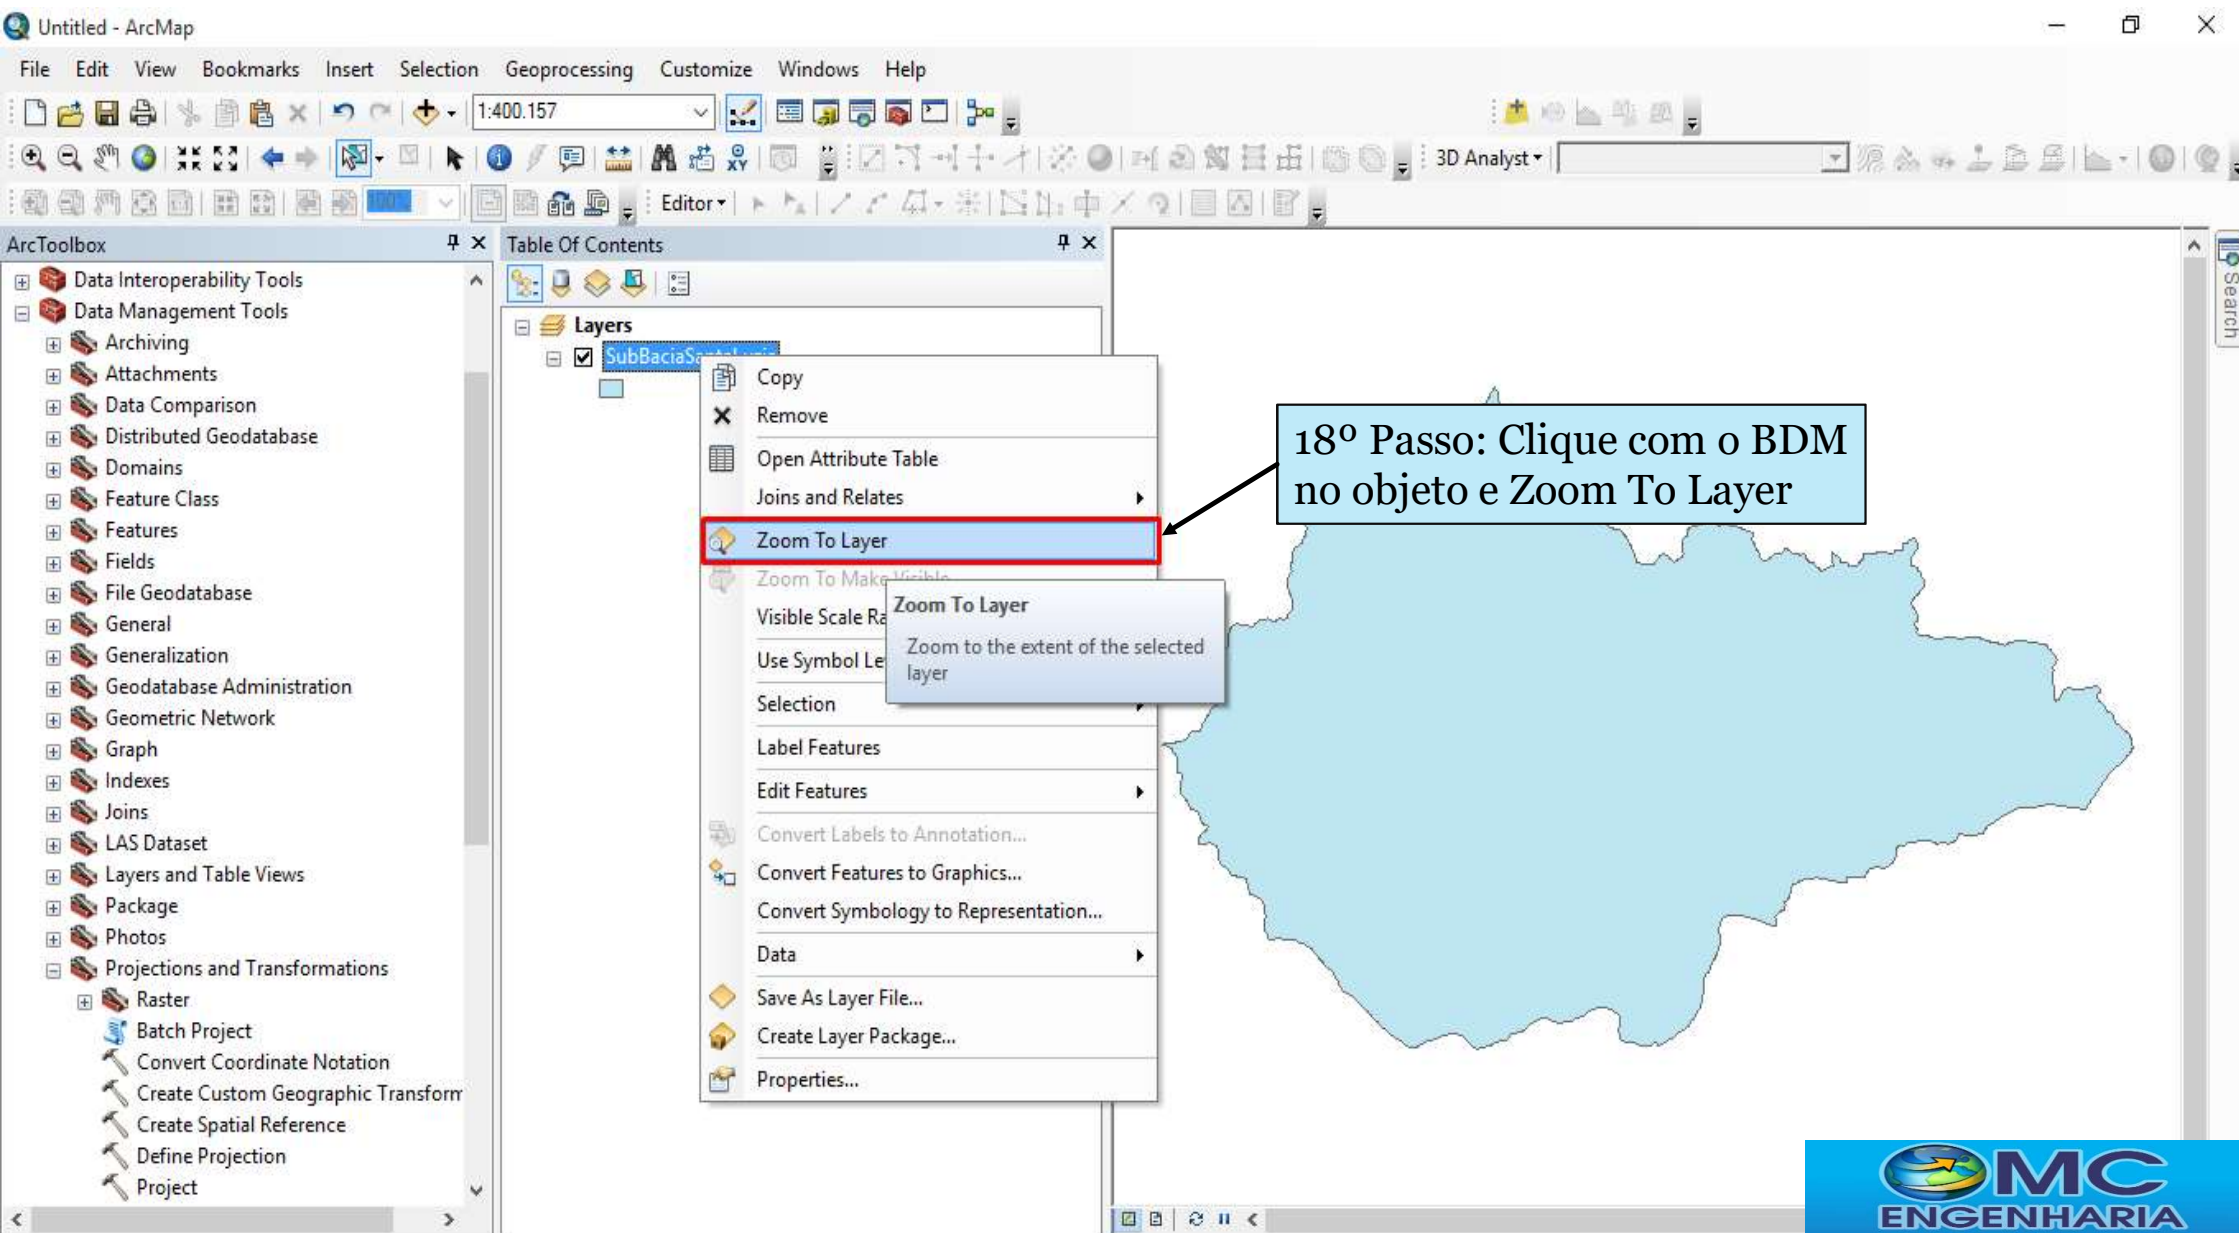 Untitled - ArcMap
File Edit View Bookmarks Insert Selection Geoprocessing Customize Windows Help
1:400.157
3D Analyst
100%
Editor
ArcToolbox
Data Interoperability Tools
Data Management Tools
Archiving
Attachments
Data Comparison
Distributed Geodatabase
Domains
Feature Class
Features
Fields
File Geodatabase
General
Generalization
Geodatabase Administration
Geometric Network
Graph
Indexes
Joins
LAS Dataset
Layers and Table Views
Package
Photos
Projections and Transformations
Raster
Batch Project
Convert Coordinate Notation
Create Custom Geographic Transform
Create Spatial Reference
Define Projection
Project
Table Of Contents
Layers
Copy
Remove
Open Attribute Table
Joins and Relates
Zoom To Layer
Zoom To Make Visible
Visible Scale Ra
Use Symbol Le
Selection
Label Features
Edit Features
Convert Labels to Annotation...
Convert Features to Graphics...
Convert Symbology to Representation...
Data
Save As Layer File...
Create Layer Package...
Properties...
Zoom To Layer
Zoom to the extent of the selected
layer
18º Passo: Clique com o BDM
no objeto e Zoom To Layer
Search
MC
ENGENHARIA